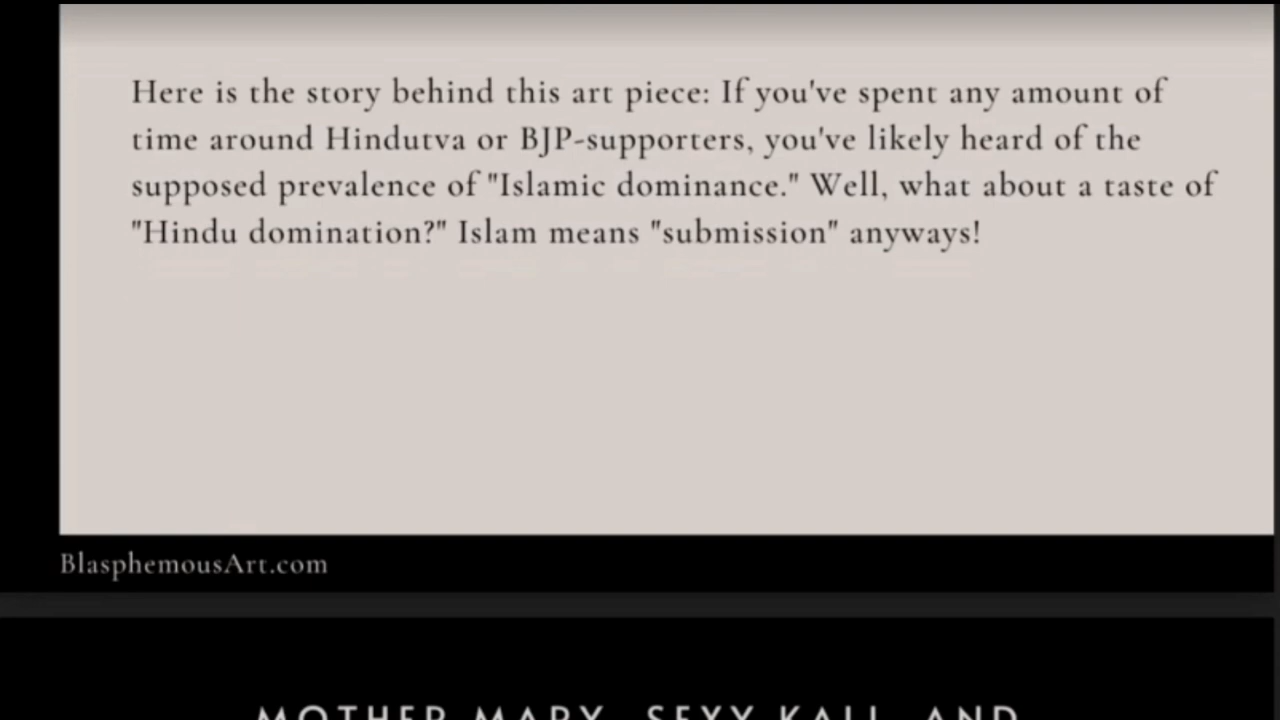 Here is the story behind this art piece: If you've spent any amount of
time around Hindutva or BJP-supporters, you've likely heard of the
supposed prevalence of "Islamic dominance." Well, what about a taste of
"Hindu domination?" Islam means "submission" anyways!
BlasphemousArt.com
MOTHER MARY, SEXY KALI, AND